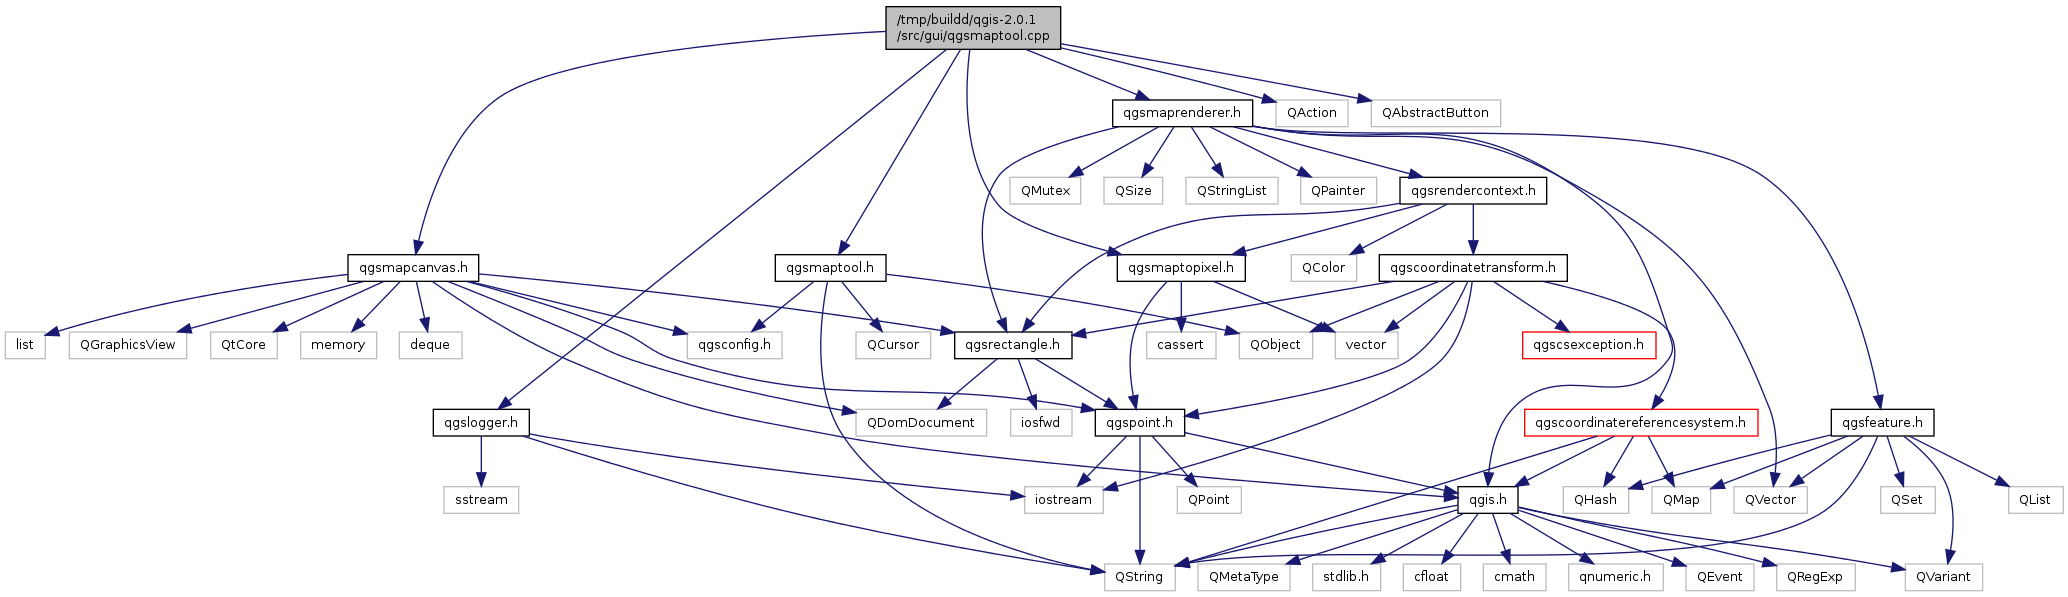 /tmp/buildd/qgis-2.0.1
/src/gui/qgsmaptool.cpp
qgsmaprenderer.h
QAction
QAbstractButton
QMutex
QSize
QStringList
QPainter
qgsrendercontext.h
qgsmapcanvas.h
qgsmaptool.h
qgsmaptopixel.h
QColor
qgscoordinatetransform.h
list
QGraphicsView
QtCore
memory
deque
qgsconfig.h
QCursor
qgsrectangle.h
cassert
QObject
vector
qgscsexception.h
qgslogger.h
QDomDocument
iosfwd
qgspoint.h
qgscoordinatereferencesystem.h
qgsfeature.h
sstream
iostream
QPoint
qgis.h
QHash
QMap
QVector
QSet
QList
QString
QMetaType
stdlib.h
cfloat
cmath
qnumeric.h
QEvent
QRegExp
QVariant